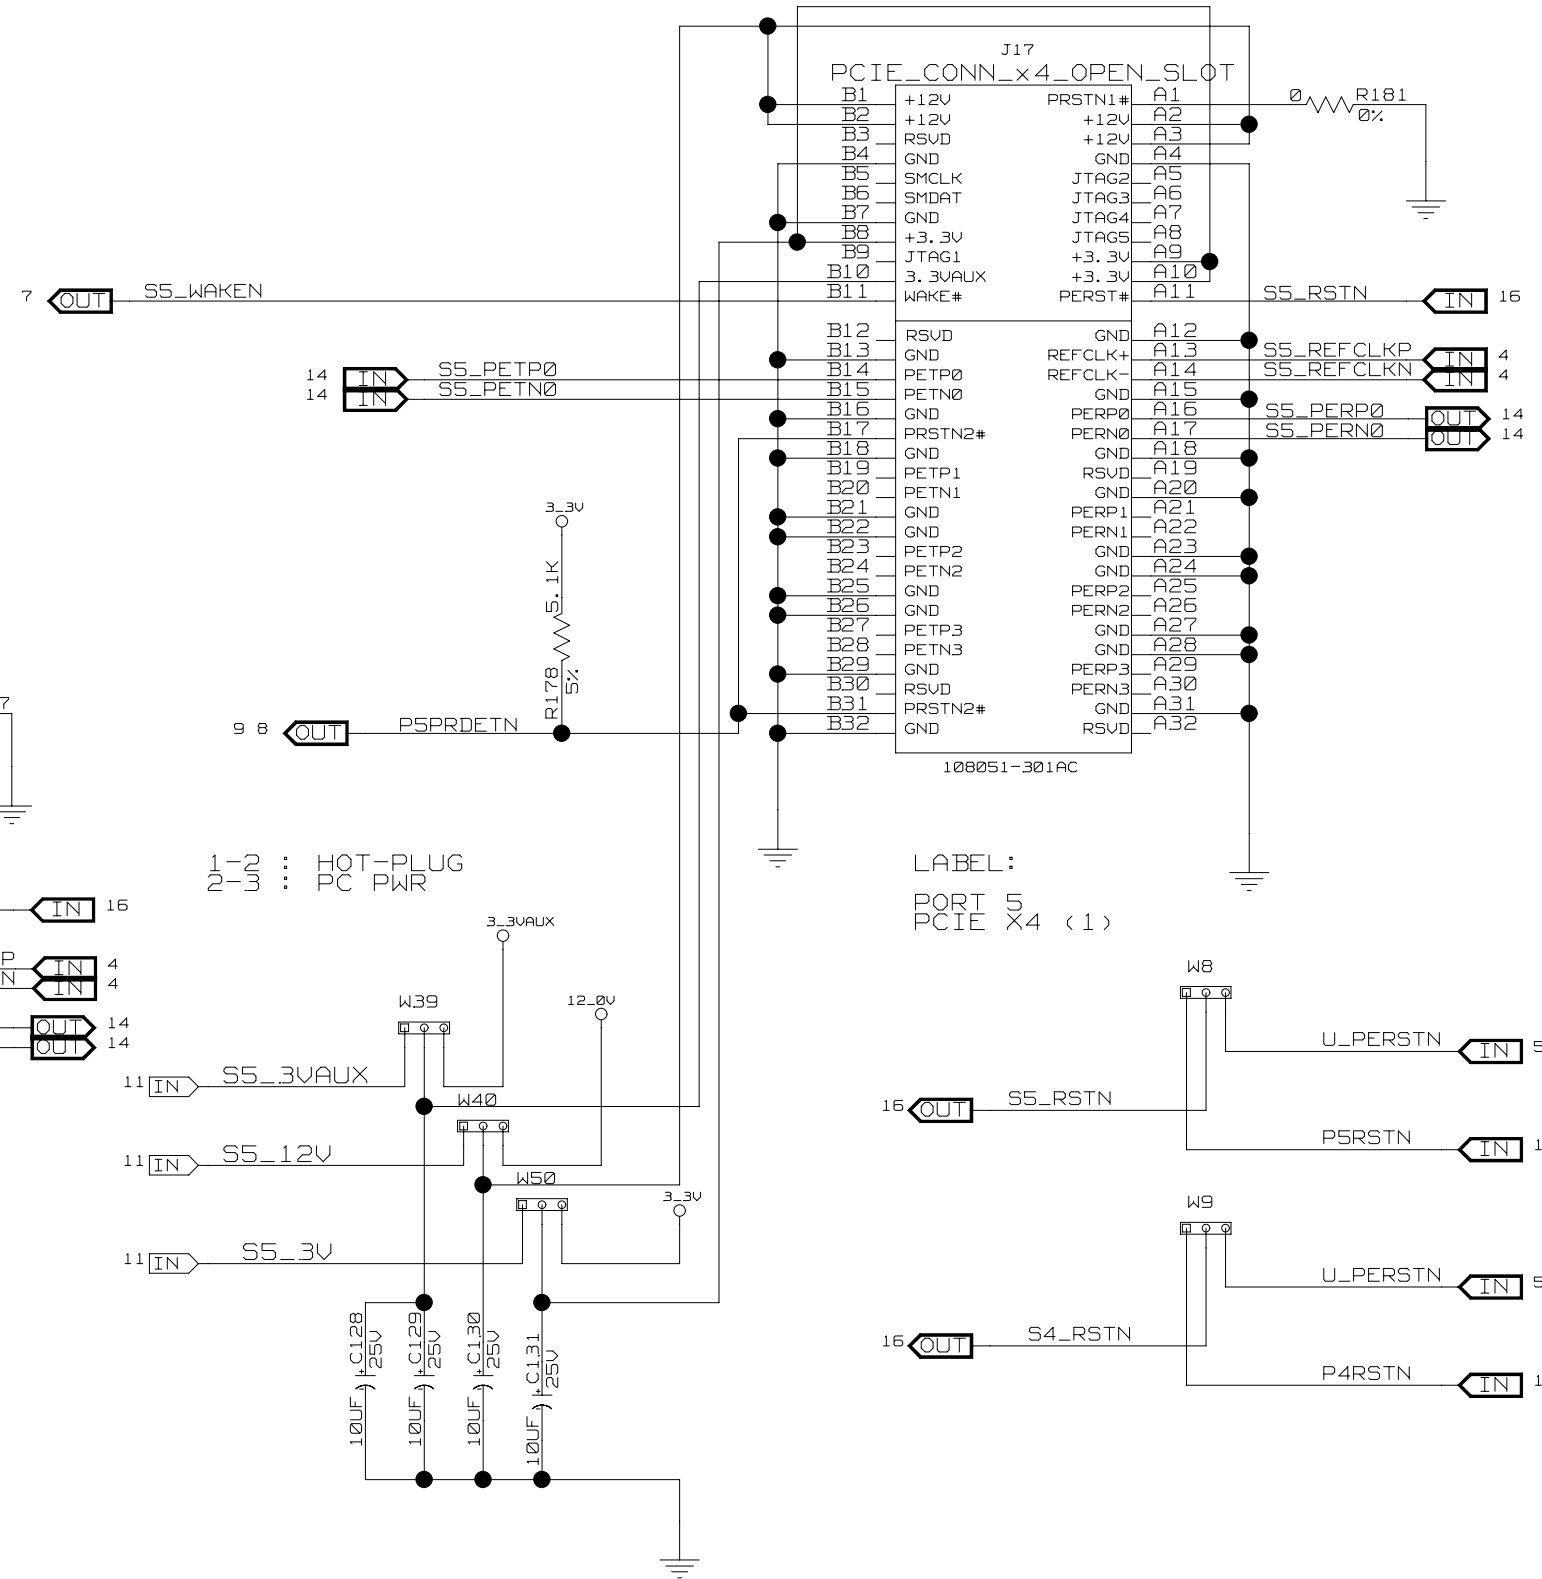 J17
PCIE_CONN_x4_OPEN_SLOT
B1 +12V PRSTN1# A1
B2 +12V +12V A2
B3 RSVD +12V A3
B4 GND GND A4
B5 SMCLK JTAG2 A5
B6 SMDAT JTAG3 A6
B7 GND JTAG4 A7
B8 +3.3V JTAG5 A8
B9 JTAG1 +3.3V A9
B10 3.3VAUX +3.3V A10
B11 WAKE# PERST# A11
B12 RSVD GND A12
B13 GND REFCLK+ A13
B14 PETP0 REFCLK- A14
B15 PETN0 GND A15
B16 GND PERP0 A16
B17 PRSTN2# PERN0 A17
B18 GND GND A18
B19 PETP1 RSVD A19
B20 PETN1 GND A20
B21 GND PERP1 A21
B22 GND PERN1 A22
B23 PETP2 GND A23
B24 PETN2 GND A24
B25 GND PERP2 A25
B26 GND PERN2 A26
B27 PETP3 GND A27
B28 PETN3 GND A28
B29 GND PERP3 A29
B30 RSVD PERN3 A30
B31 PRSTN2# GND A31
B32 GND RSVD A32
108051-301AC
0 R181
0%
7 OUT S5_WAKEN
S5_RSTN IN 16
14 IN S5_PETP0
14 IN S5_PETN0
S5_REFCLKP IN 4
S5_REFCLKN IN 4
S5_PERP0 OUT 14
S5_PERN0 OUT 14
3_3V
R178 5.1K
5%
9 8 OUT P5PRDETN
7
1-2 : HOT-PLUG
2-3 : PC PWR
LABEL:
PORT 5
PCIE X4 (1)
IN 16
P IN 4
N IN 4
OUT 14
OUT 14
3_3VAUX
W39
12_0V
11 IN S5_3VAUX
W40
11 IN S5_12V
W50
3_3V
11 IN S5_3V
10UF + C128
25V
10UF + C129
25V
10UF + C130
25V
10UF + C131
25V
W8
U_PERSTN IN 5
16 OUT S5_RSTN
P5RSTN IN 1
W9
U_PERSTN IN 5
16 OUT S4_RSTN
P4RSTN IN 1